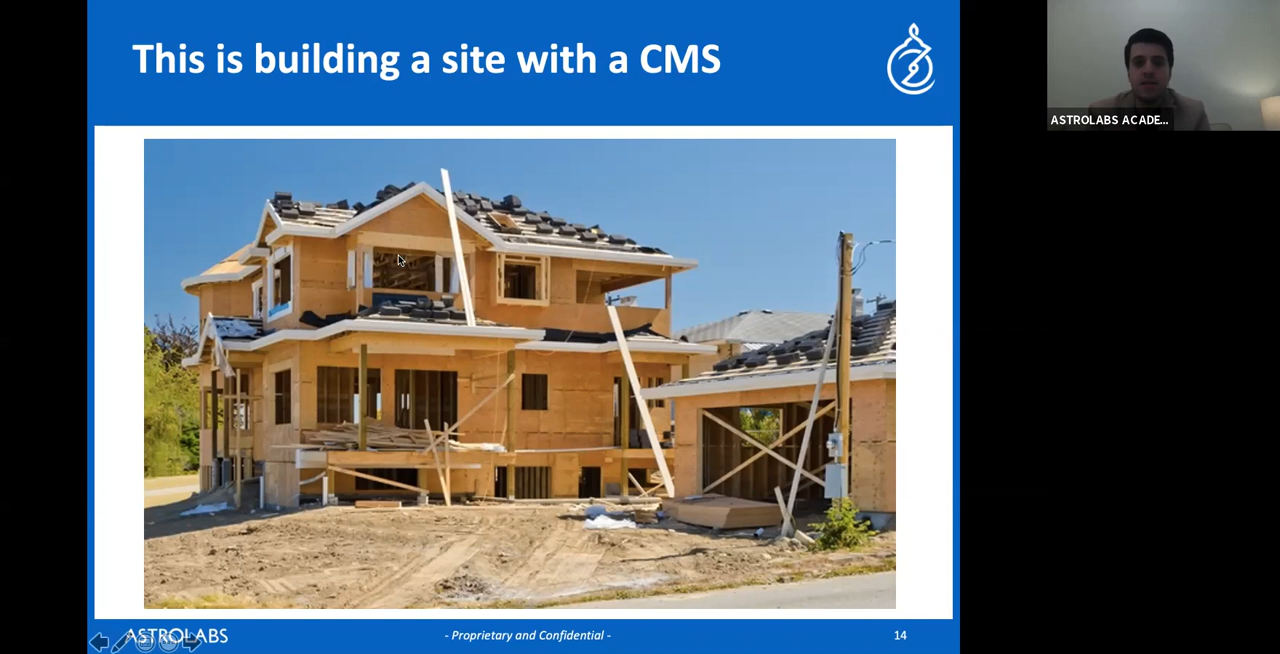 This is building a site with a CMS
ASTROLABS ACADE...
ASTROLABS
- Proprietary and Confidential -
14